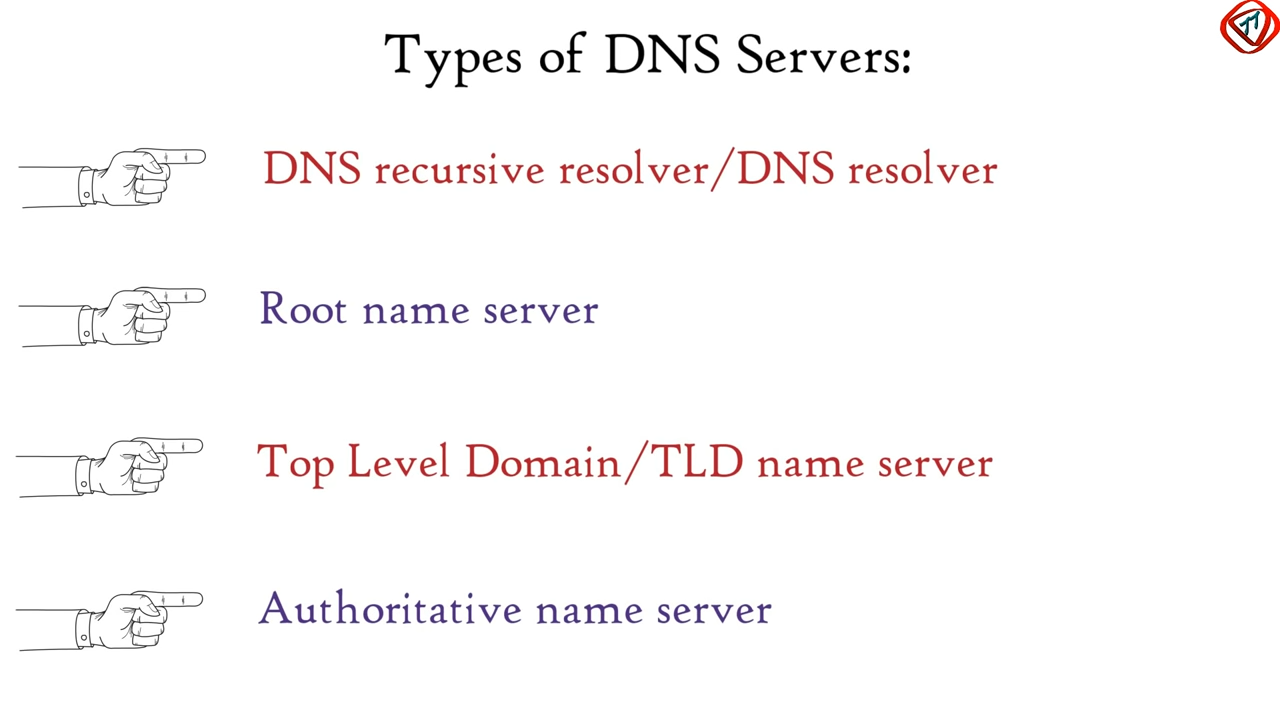 Types of DNS Servers:
DNS recursive resolver/DNS resolver
Root name server
Top Level Domain/TLD name server
Authoritative name server